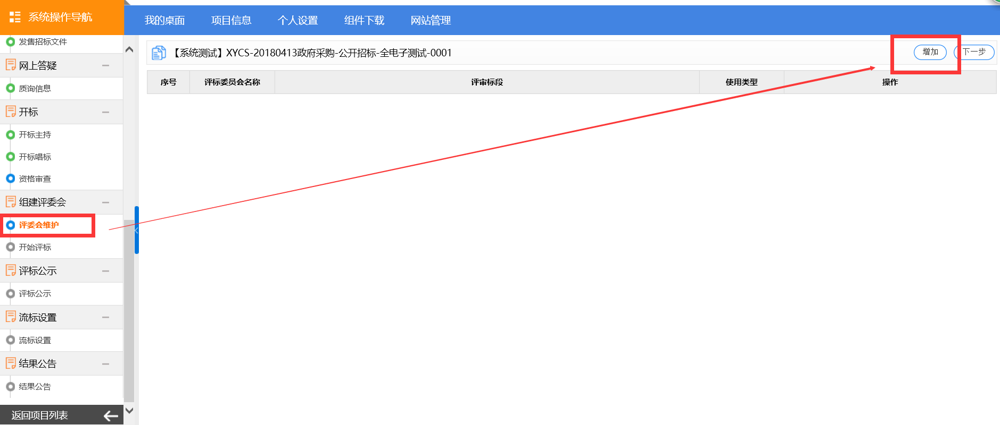 系统操作导航
我的桌面 项目信息 个人设置 组件下载 网站管理
发售招标文件
网上答疑
质询信息
开标
开标主持
开标唱标
资格审查
组建评委会
评委会维护
开始评标
评标公示
评标公示
流标设置
流标设置
结果公告
结果公告
返回项目列表
【系统测试】XYCS-20180413政府采购-公开招标-全电子测试-0001
增加 下一步
序号 评标委员会名称 评审标段 使用类型 操作